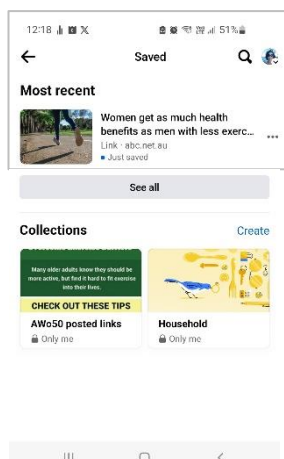 12:18
51%
Saved
Most recent
Women get as much health
benefits as men with less exerc...
Link · abc.net.au
Just saved
See all
Collections
Create
Many older adults know they should be
more active, but find it hard to fit exercise
into their lives.
CHECK OUT THESE TIPS
AWo50 posted links
Only me
Household
Only me